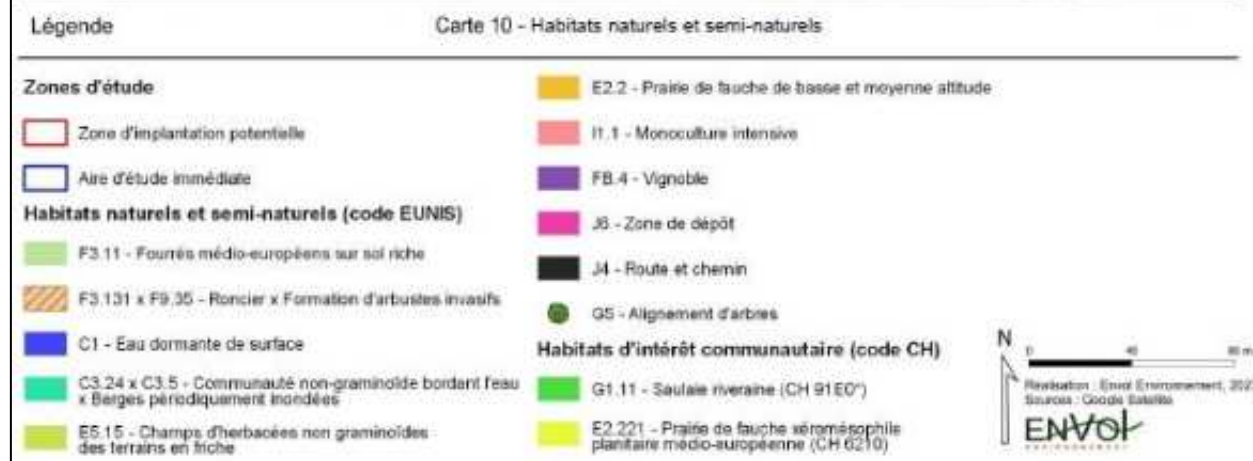 Légende
Carte 10 - Habitats naturels et semi-naturels
Zones d'étude
Zone d'implantation potentielle
Aire d'étude immédiate
Habitats naturels et semi-naturels (code EUNIS)
F3.11 - Fourrés médio-européens sur sol riche
F3.131 x F9.35 - Roncier x Formation d'arbustes invasifs
C1 - Eau dormante de surface
C3.24 x C3.5 - Communauté non-graminoïde bordant l'eau
x Berges périodiquement inondées
E5.15 - Champs d'herbacées non graminoïdes
des terrains en friche
E2.2 - Prairie de fauche de basse et moyenne altitude
I1.1 - Monoculture intensive
FB.4 - Vignoble
J6 - Zone de dépôt
J4 - Route et chemin
G5 - Alignement d'arbres
Habitats d'intérêt communautaire (code CH)
G1.11 - Saulaie riveraine (CH 91E0*)
E2.221 - Prairie de fauche xéromésophile
planitaire médio-européenne (CH 6210)
N
0 40 80 m
Réalisation : Envol Environnement, 202
Sources : Google Satellite
ENVOL
ENVIRONNEMENT